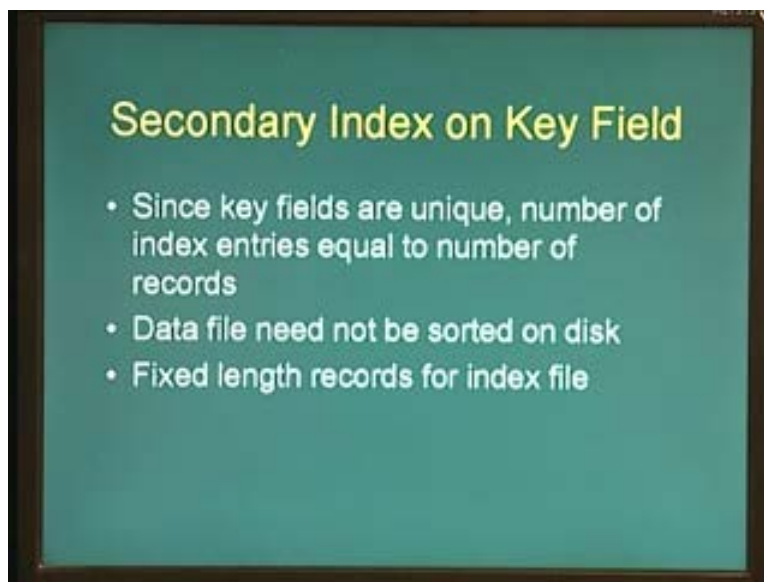 Secondary Index on Key Field
• Since key fields are unique, number of
index entries equal to number of
records
• Data file need not be sorted on disk
• Fixed length records for index file